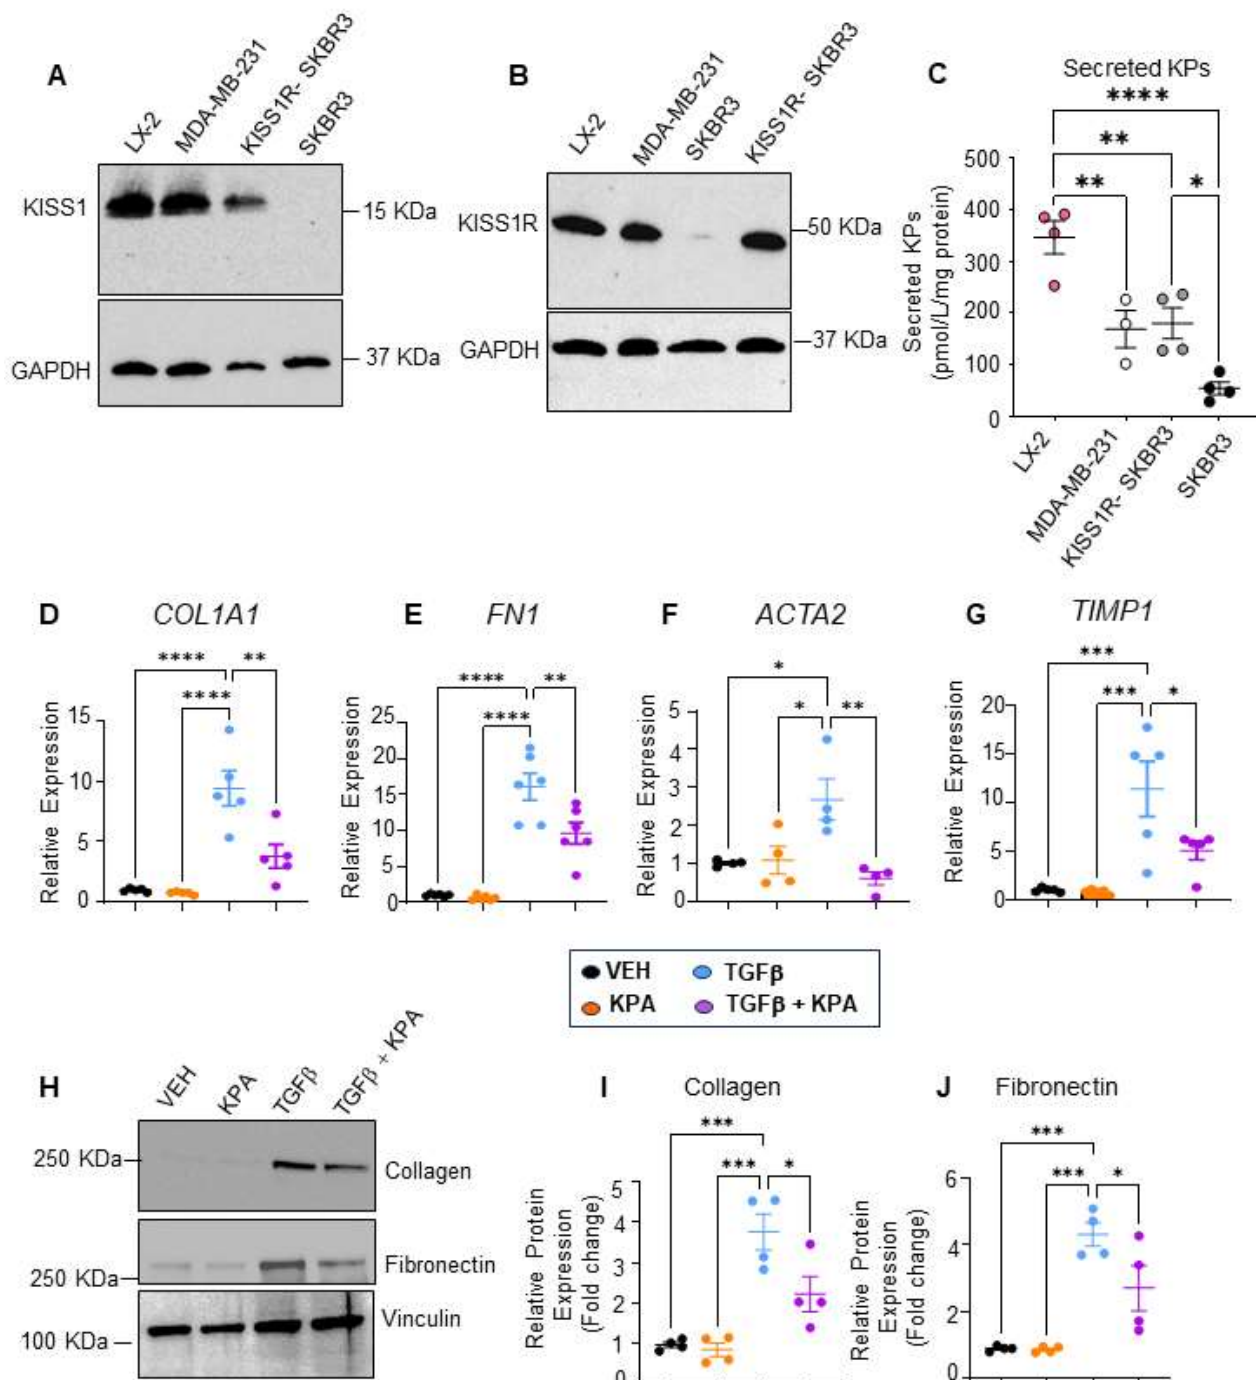 A
LX-2
MDA-MB-231
KISS1R- SKBR3
SKBR3
KISS1
15 KDa
GAPDH
37 KDa
B
LX-2
MDA-MB-231
SKBR3
KISS1R- SKBR3
KISS1R
50 KDa
GAPDH
37 KDa
C
Secreted KPs
****
**
**
*
Secreted KPs
(pmol/L/mg protein)
500
400
300
200
100
0
LX-2
MDA-MB-231
KISS1R- SKBR3
SKBR3
D
COL1A1
****
**
****
Relative Expression
15
10
5
0
E
FN1
****
**
****
Relative Expression
25
20
15
10
5
0
F
ACTA2
*
*
**
Relative Expression
5
4
3
2
1
0
G
TIMP1
***
***
*
Relative Expression
20
15
10
5
0
VEH
TGFβ
KPA
TGFβ + KPA
H
VEH
KPA
TGFβ
TGFβ + KPA
250 KDa
Collagen
Fibronectin
250 KDa
Vinculin
100 KDa
I
Collagen
***
***
*
Relative Protein
Expression
(Fold change)
5
4
3
2
1
0
J
Fibronectin
***
***
*
Relative Protein
Expression
(Fold change)
6
4
2
0